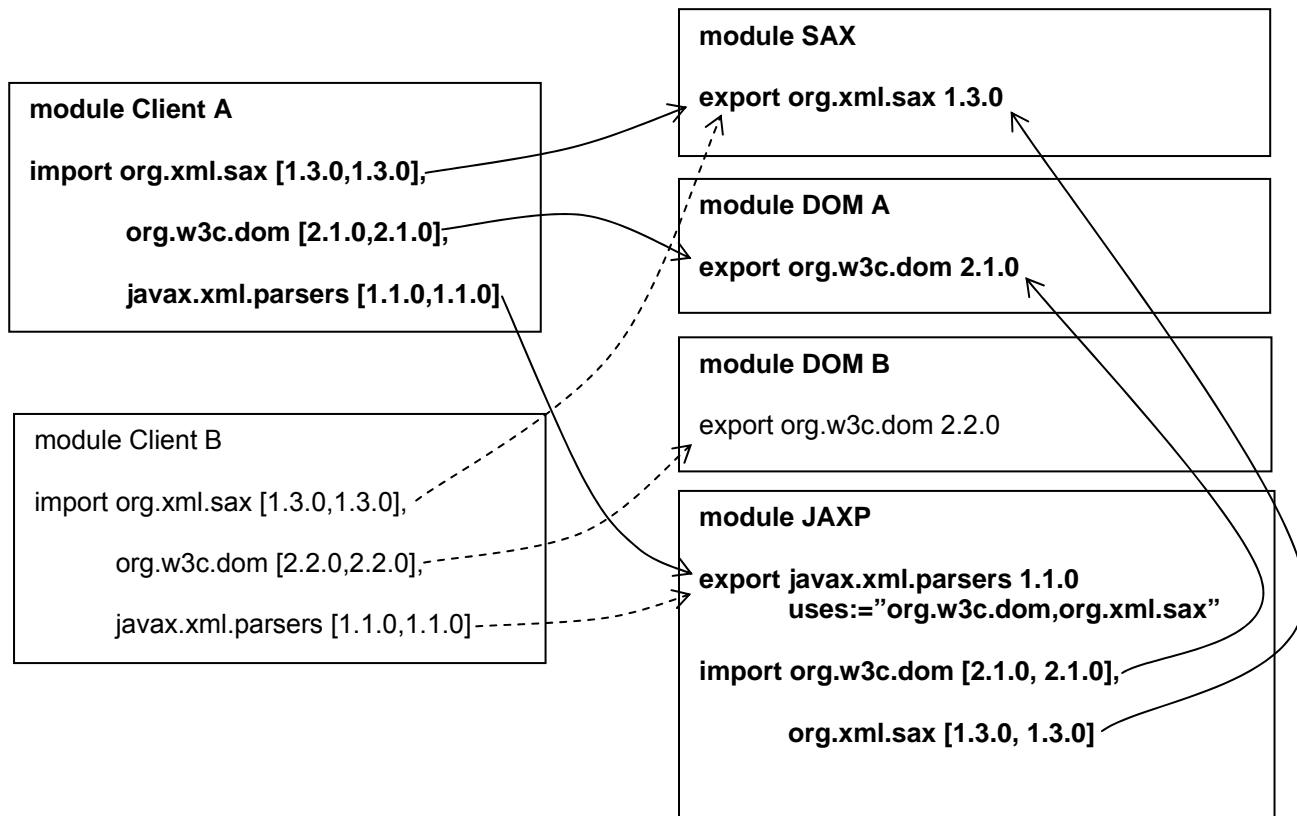 module Client A
import org.xml.sax [1.3.0,1.3.0],
org.w3c.dom [2.1.0,2.1.0],
javax.xml.parsers [1.1.0,1.1.0]
module Client B
import org.xml.sax [1.3.0,1.3.0],
org.w3c.dom [2.2.0,2.2.0],
javax.xml.parsers [1.1.0,1.1.0]
module SAX
export org.xml.sax 1.3.0
module DOM A
export org.w3c.dom 2.1.0
module DOM B
export org.w3c.dom 2.2.0
module JAXP
export javax.xml.parsers 1.1.0
uses:=”org.w3c.dom,org.xml.sax”
import org.w3c.dom [2.1.0, 2.1.0],
org.xml.sax [1.3.0, 1.3.0]